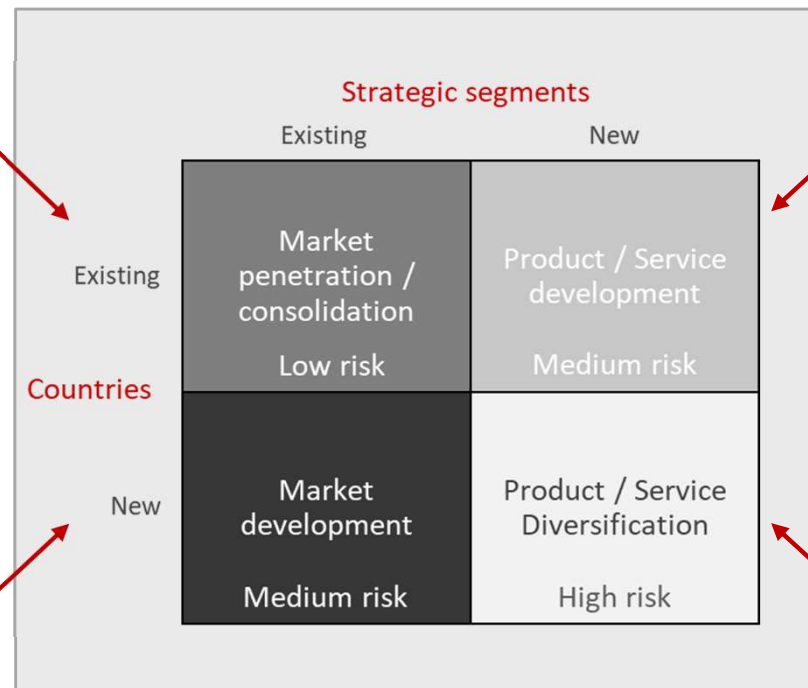 Strategic segments
Existing
New
Market
penetration /
consolidation
Low risk
Product / Service
development
Medium risk
Existing
Countries
New
Market
development
Medium risk
Product / Service
Diversification
High risk